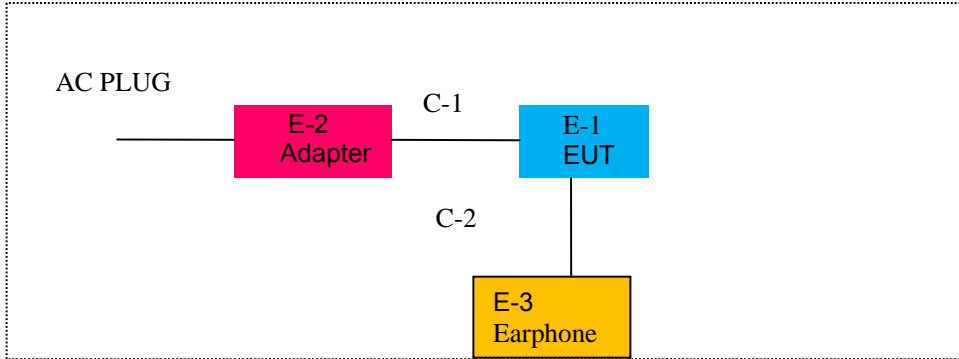 AC PLUG
C-1
E-2
Adapter
E-1
EUT
C-2
E-3
Earphone